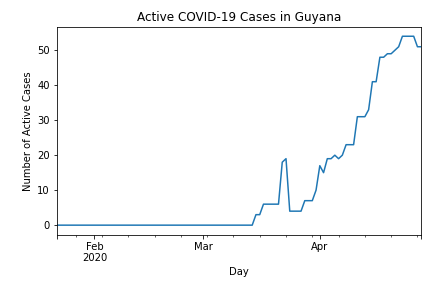 Active COVID-19 Cases in Guyana
Number of Active Cases
50
40
30
20
10
0
Feb
2020
Mar
Apr
Day